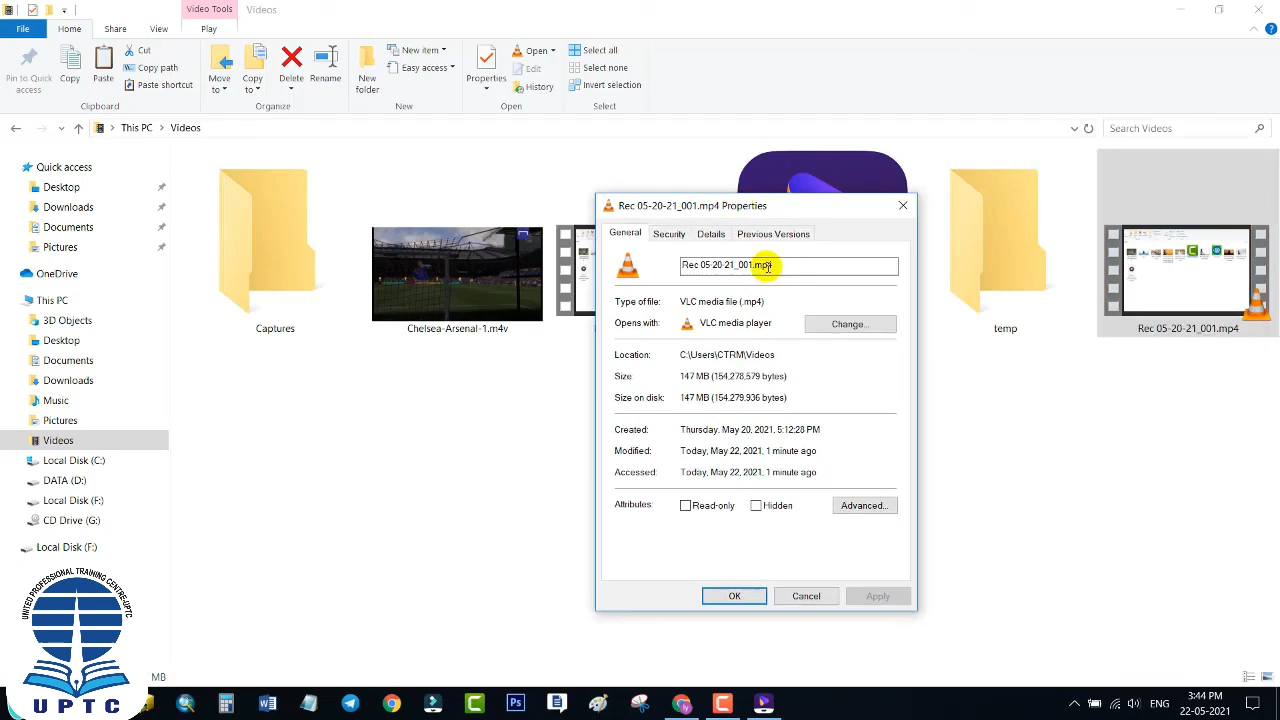 Video Tools
Videos
File
Home
Share
View
Play
Pin to Quick
access
Copy
Paste
Cut
Copy path
Paste shortcut
Clipboard
Move
to
Copy
to
Delete
Rename
Organize
New
folder
New item
Easy access
New
Properties
Open
Edit
History
Open
Select all
Select none
Invert selection
Select
This PC
Videos
Search Videos
Quick access
Desktop
Downloads
Documents
Pictures
OneDrive
This PC
3D Objects
Desktop
Documents
Downloads
Music
Pictures
Videos
Local Disk (C:)
DATA (D:)
Local Disk (F:)
CD Drive (G:)
Local Disk (F:)
Captures
Chelsea-Arsenal-1.m4v
temp
Rec 05-20-21_001.mp4
Rec 05-20-21_001.mp4 Properties
General
Security
Details
Previous Versions
Rec 05-20-21_001.mp4
Type of file: VLC media file (.mp4)
Opens with: VLC media player
Change...
Location: C:\Users\CTRM\Videos
Size: 147 MB (154,278,579 bytes)
Size on disk: 147 MB (154,279,936 bytes)
Created: Thursday, May 20, 2021, 5:12:28 PM
Modified: Today, May 22, 2021, 1 minute ago
Accessed: Today, May 22, 2021, 1 minute ago
Attributes: Read-only Hidden
Advanced...
OK
Cancel
Apply
UNITED PROFESSIONAL TRAINING CENTRE-UPTC
UPTC
MB
Ps
ENG
3:44 PM
22-05-2021